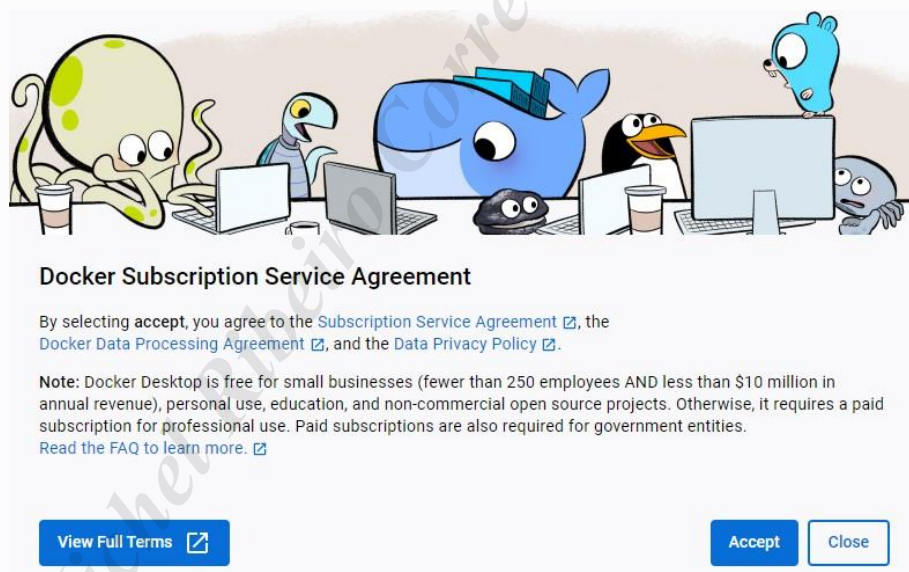 Docker Subscription Service Agreement
By selecting accept, you agree to the Subscription Service Agreement, the
Docker Data Processing Agreement, and the Data Privacy Policy.
Note: Docker Desktop is free for small businesses (fewer than 250 employees AND less than $10 million in
annual revenue), personal use, education, and non-commercial open source projects. Otherwise, it requires a paid
subscription for professional use. Paid subscriptions are also required for government entities.
Read the FAQ to learn more.
View Full Terms
Accept
Close
Ribeiro